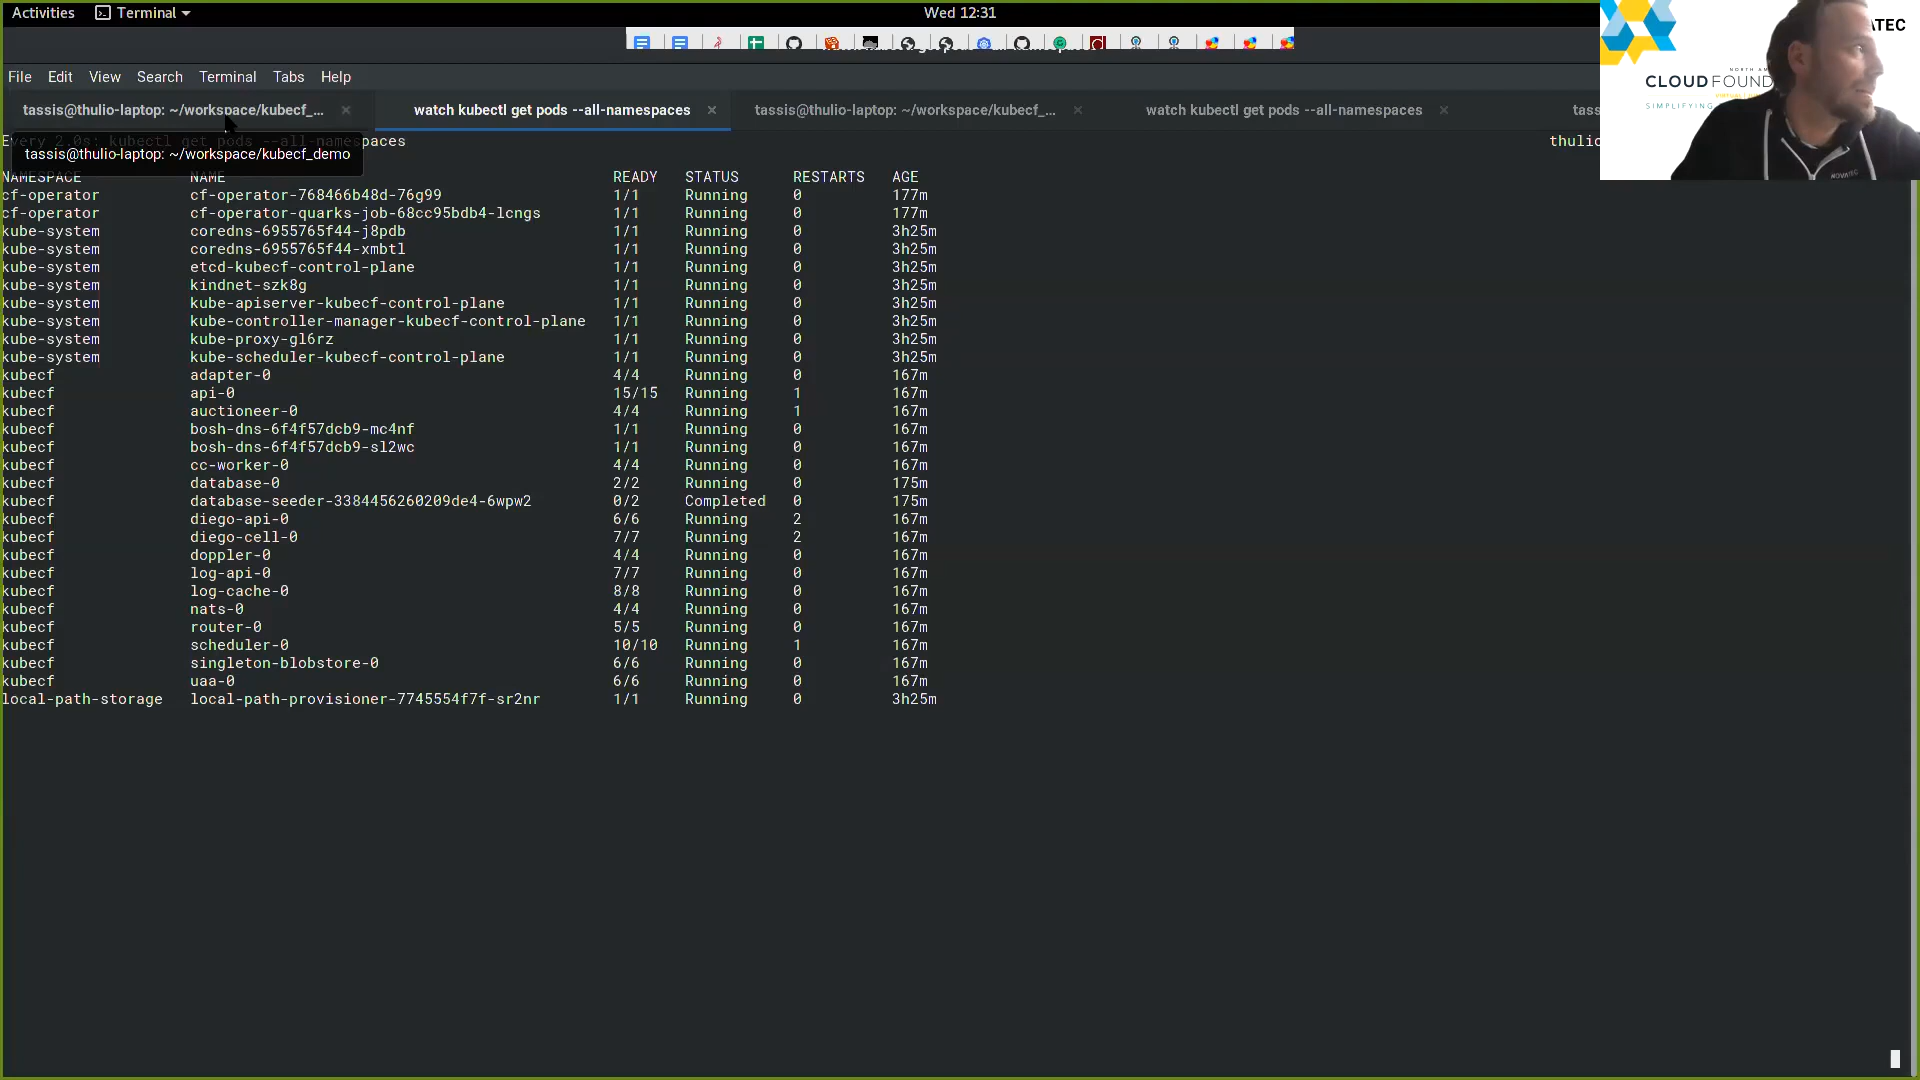 Activities Terminal Wed 12:31
File Edit View Search Terminal Tabs Help
tassis@thulio-laptop: ~/workspace/kubecf_... × watch kubectl get pods --all-namespaces × tassis@thulio-laptop: ~/workspace/kubecf_... × watch kubectl get pods --all-namespaces × tass
Every 2.0s: kubectl get pods --all-namespaces thulio
tassis@thulio-laptop: ~/workspace/kubecf_demo
NAMESPACE NAME READY STATUS RESTARTS AGE
cf-operator cf-operator-768466b48d-76g99 1/1 Running 0 177m
cf-operator cf-operator-quarks-job-68cc95bdb4-lcngs 1/1 Running 0 177m
kube-system coredns-6955765f44-j8pdb 1/1 Running 0 3h25m
kube-system coredns-6955765f44-xmbtl 1/1 Running 0 3h25m
kube-system etcd-kubecf-control-plane 1/1 Running 0 3h25m
kube-system kindnet-szk8g 1/1 Running 0 3h25m
kube-system kube-apiserver-kubecf-control-plane 1/1 Running 0 3h25m
kube-system kube-controller-manager-kubecf-control-plane 1/1 Running 0 3h25m
kube-system kube-proxy-gl6rz 1/1 Running 0 3h25m
kube-system kube-scheduler-kubecf-control-plane 1/1 Running 0 3h25m
kubecf adapter-0 4/4 Running 0 167m
kubecf api-0 15/15 Running 1 167m
kubecf auctioneer-0 4/4 Running 1 167m
kubecf bosh-dns-6f4f57dcb9-mc4nf 1/1 Running 0 167m
kubecf bosh-dns-6f4f57dcb9-sl2wc 1/1 Running 0 167m
kubecf cc-worker-0 4/4 Running 0 167m
kubecf database-0 2/2 Running 0 175m
kubecf database-seeder-3384456260209de4-6wpw2 0/2 Completed 0 175m
kubecf diego-api-0 6/6 Running 2 167m
kubecf diego-cell-0 7/7 Running 2 167m
kubecf doppler-0 4/4 Running 0 167m
kubecf log-api-0 7/7 Running 0 167m
kubecf log-cache-0 8/8 Running 0 167m
kubecf nats-0 4/4 Running 0 167m
kubecf router-0 5/5 Running 0 167m
kubecf scheduler-0 10/10 Running 1 167m
kubecf singleton-blobstore-0 6/6 Running 0 167m
kubecf uaa-0 6/6 Running 0 167m
local-path-storage local-path-provisioner-7745554f7f-sr2nr 1/1 Running 0 3h25m
ATEC
NORTH AM
CLOUD FOUND
SIMPLIFYING
NOVATEC